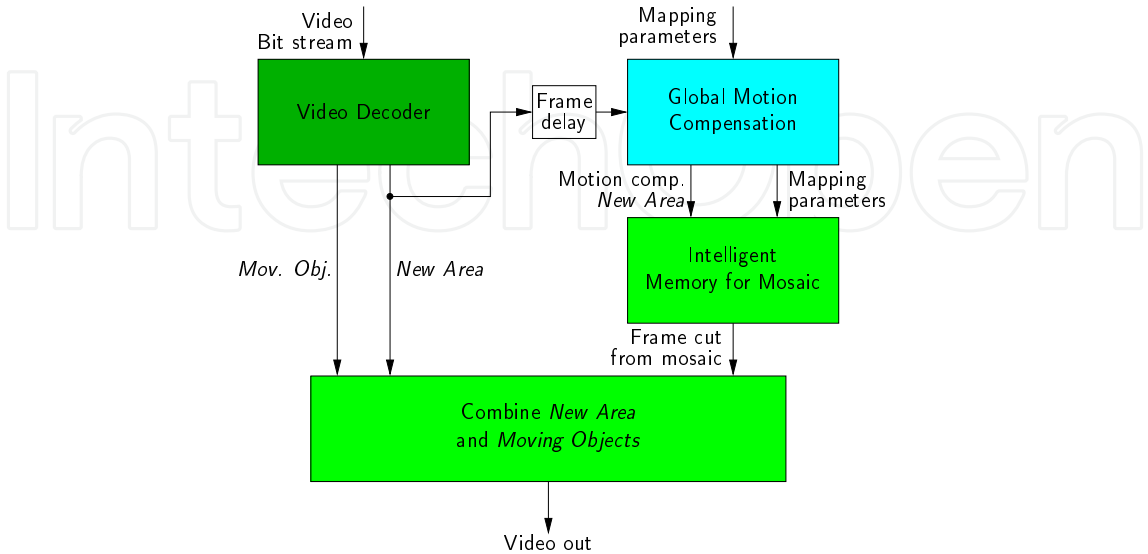 Video
Bit stream
Mapping
parameters
Video Decoder
Frame
delay
Global Motion
Compensation
Motion comp.
New Area
Mapping
parameters
Mov. Obj.
New Area
Intelligent
Memory for Mosaic
Frame cut
from mosaic
Combine New Area
and Moving Objects
Video out
IntechOpen